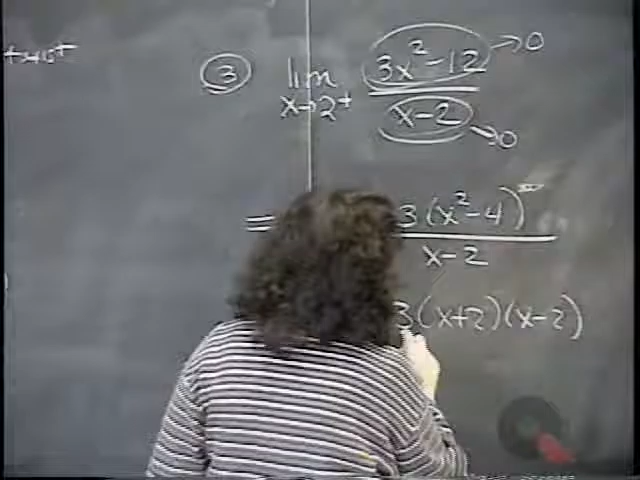 ③ lim 3x²-12 → 0
x→2⁺ x-2 → 0
= 3(x²-4)
x-2
3(x+2)(x-2)